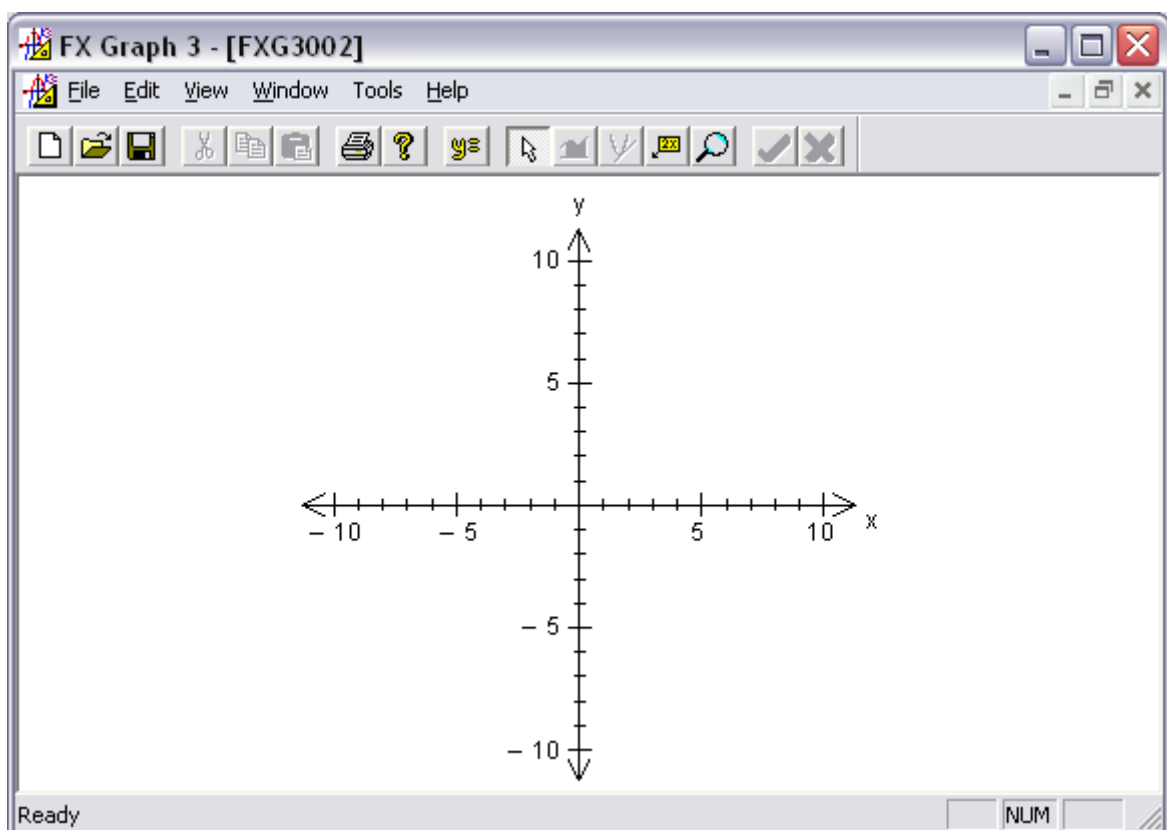 FX Graph 3 - [FXG3002]
File Edit View Window Tools Help
y= 2x
y
10
5
– 10 – 5 5 10 x
– 5
– 10
Ready NUM